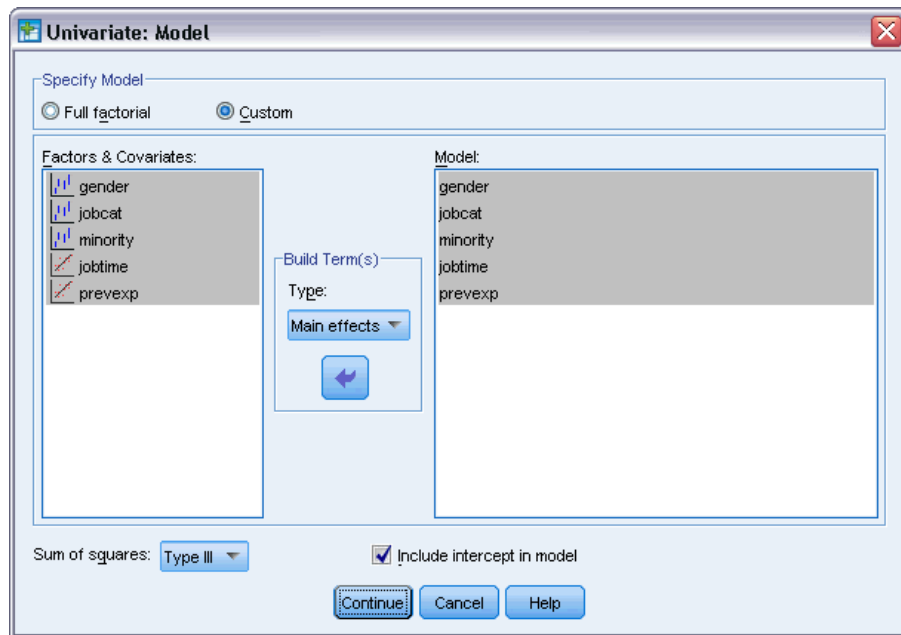 Univariate: Model
Specify Model
Full factorial
Custom
Factors & Covariates:
gender
jobcat
minority
jobtime
prevexp
Build Term(s)
Type:
Main effects
Model:
gender
jobcat
minority
jobtime
prevexp
Sum of squares:
Type III
Include intercept in model
Continue
Cancel
Help